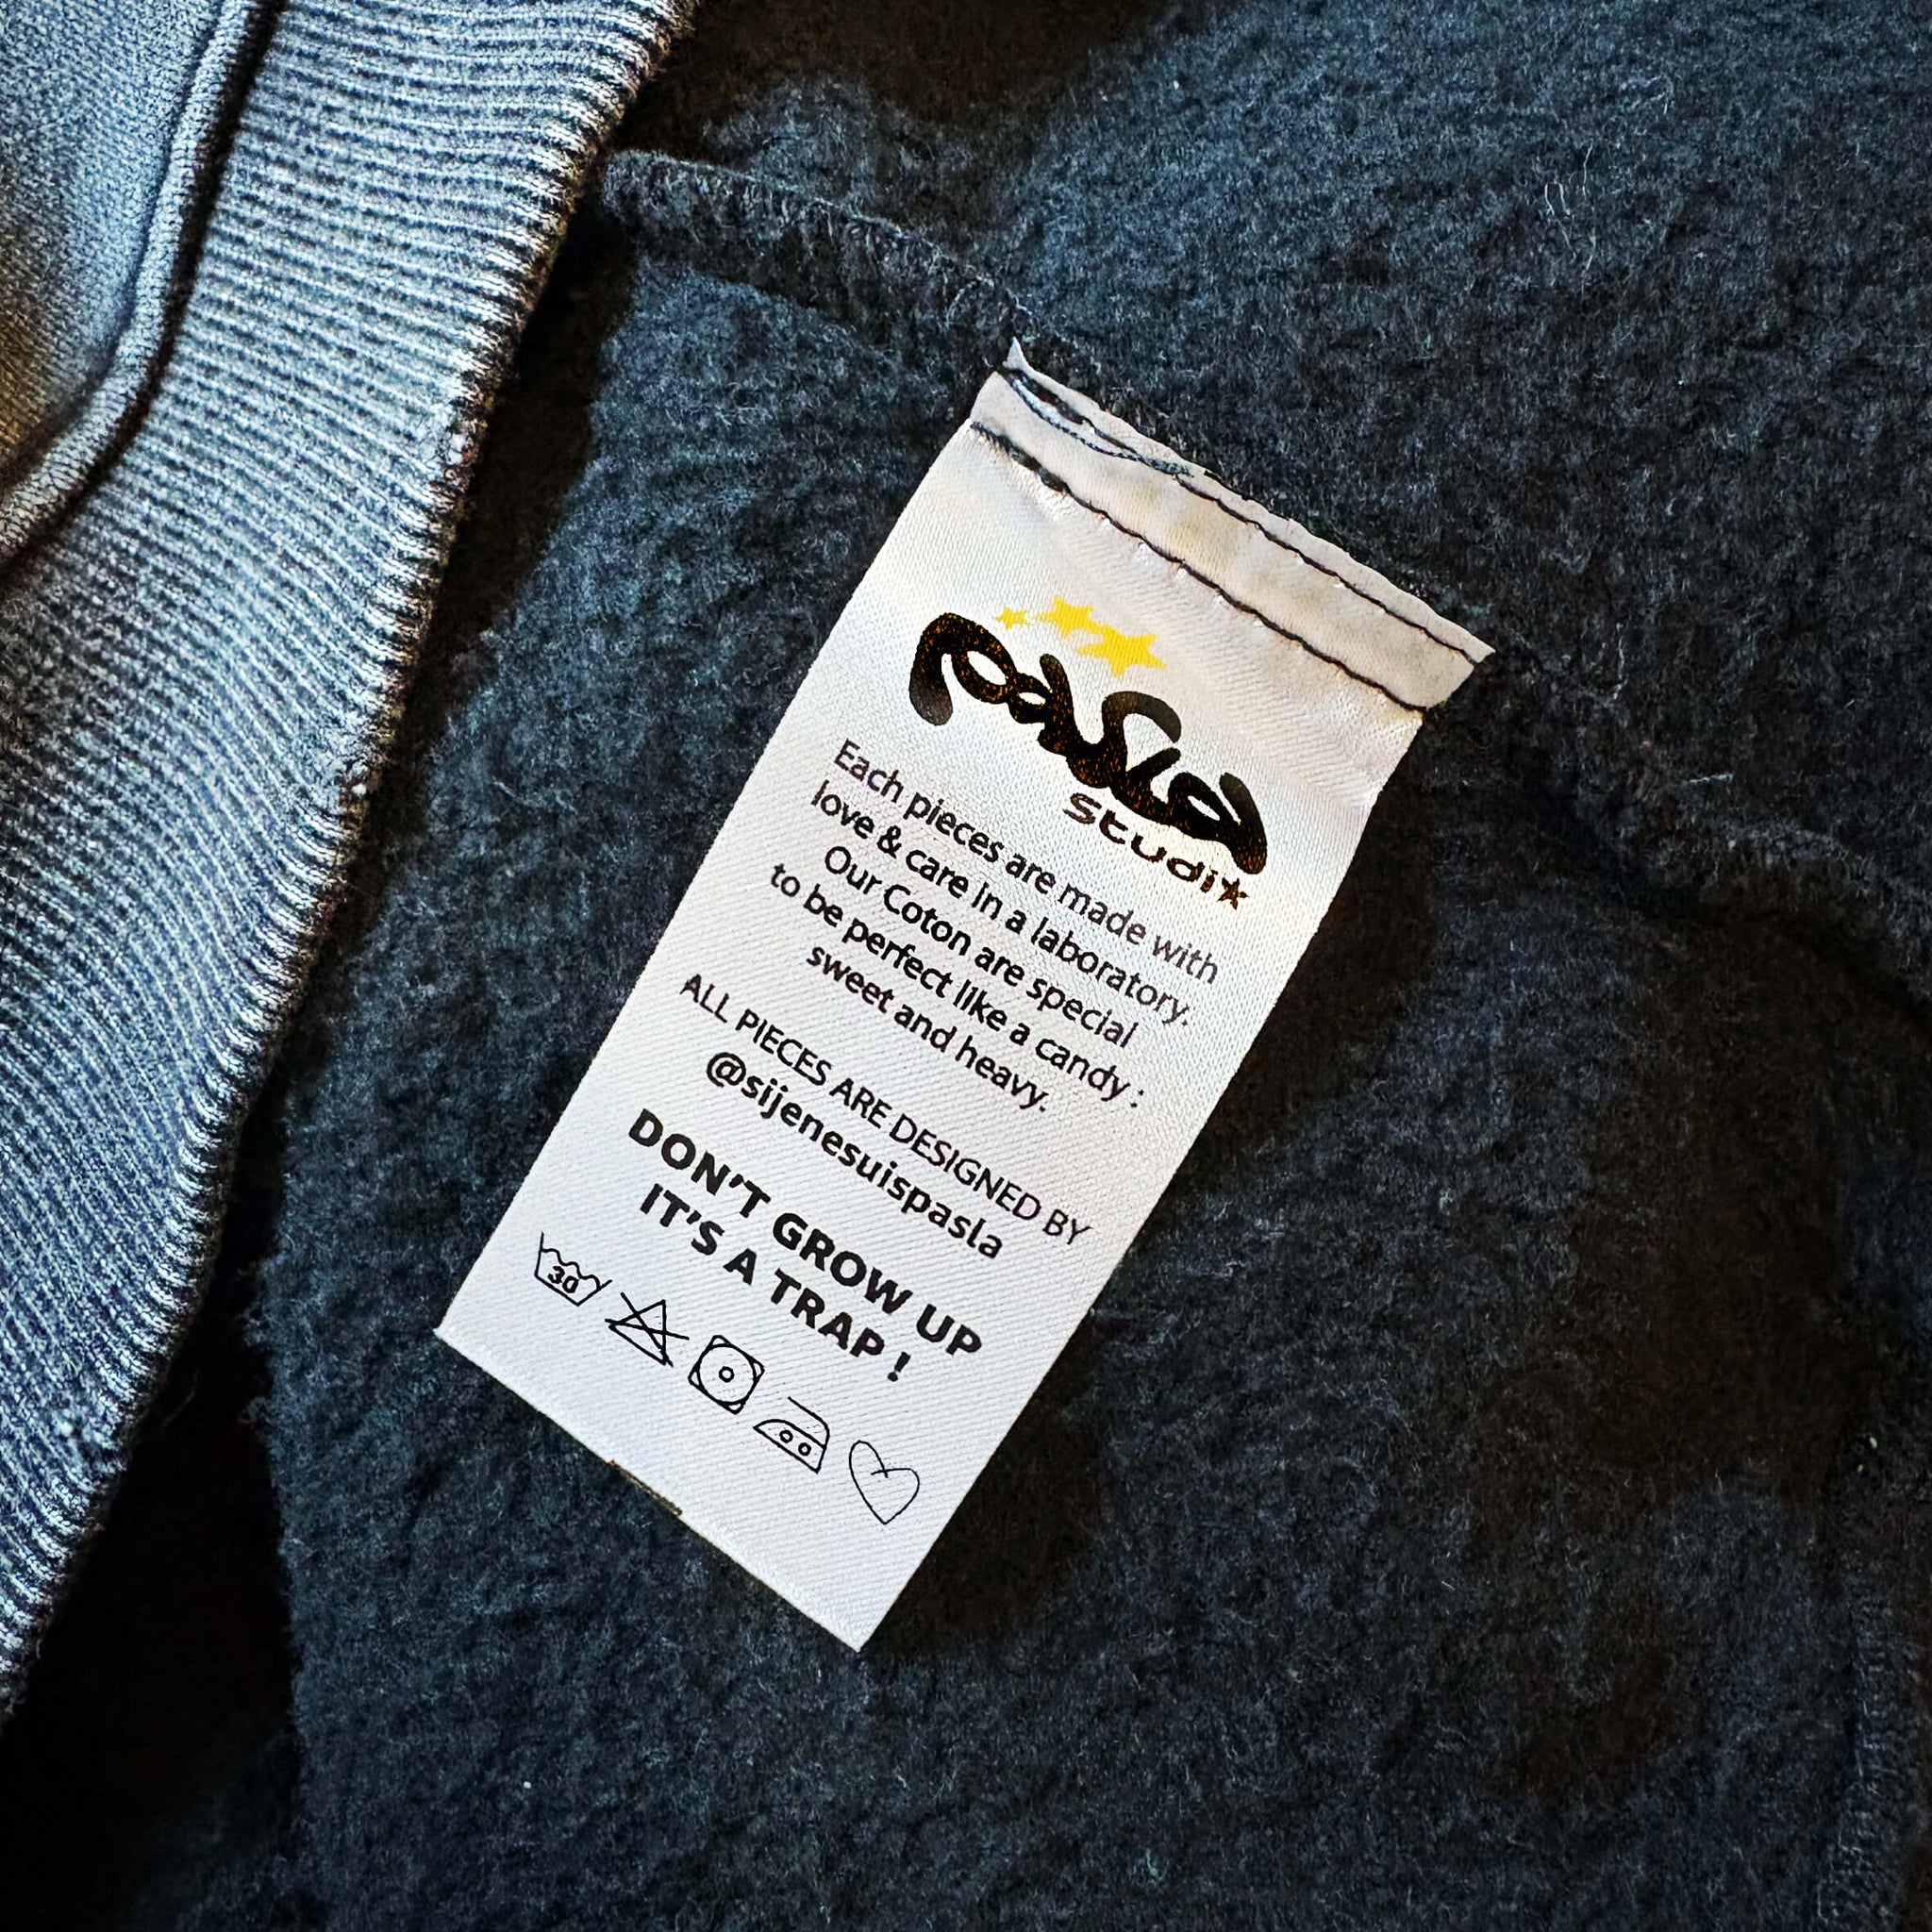 pasla
studi★
Each pieces are made with
love & care in a laboratory.
Our Coton are special
to be perfect like a candy :
sweet and heavy.
ALL PIECES ARE DESIGNED BY
@sijenesuispasla
DON'T GROW UP
IT'S A TRAP !
30